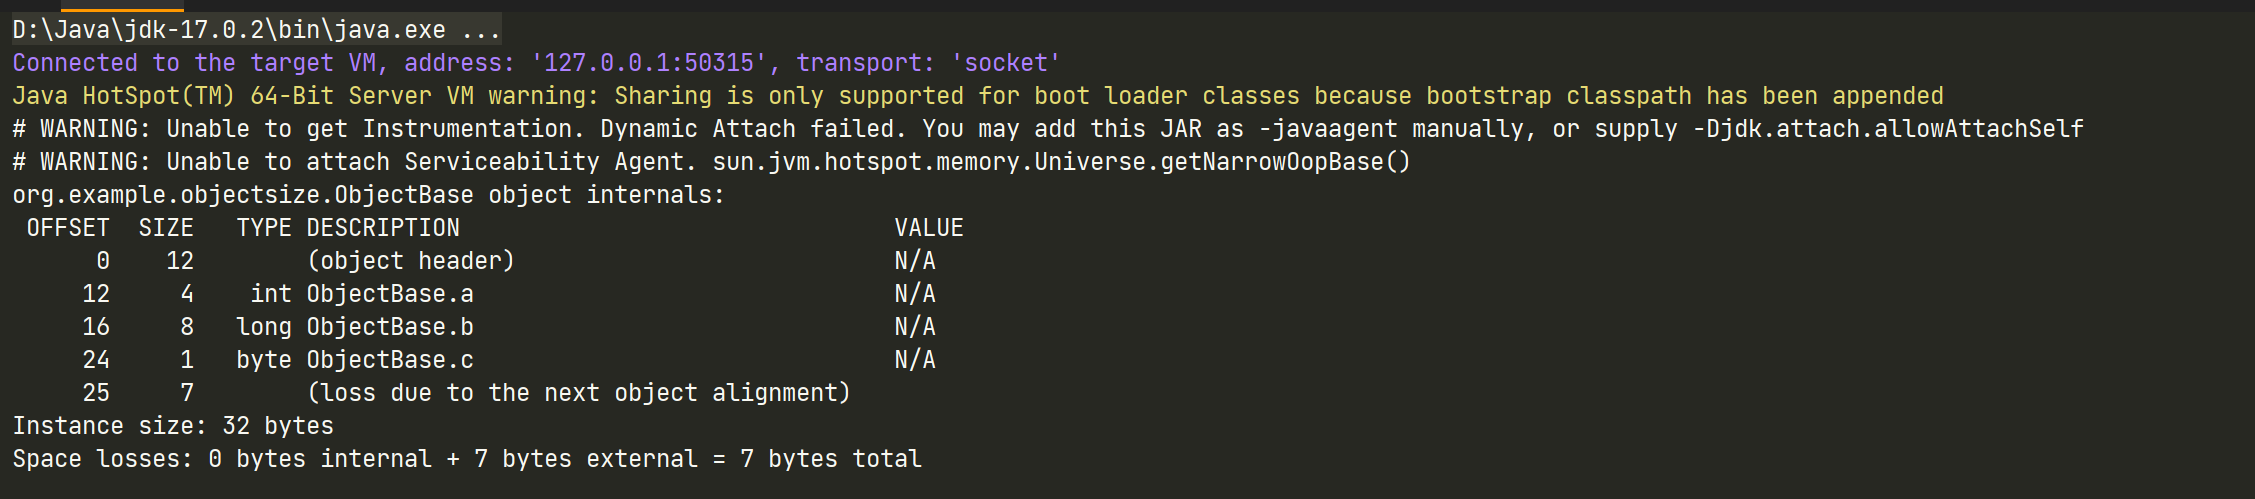 D:\Java\jdk-17.0.2\bin\java.exe ...
Connected to the target VM, address: '127.0.0.1:50315', transport: 'socket'
Java HotSpot(TM) 64-Bit Server VM warning: Sharing is only supported for boot loader classes because bootstrap classpath has been appended
# WARNING: Unable to get Instrumentation. Dynamic Attach failed. You may add this JAR as -javaagent manually, or supply -Djdk.attach.allowAttachSelf
# WARNING: Unable to attach Serviceability Agent. sun.jvm.hotspot.memory.Universe.getNarrowOopBase()
org.example.objectsize.ObjectBase object internals:
 OFFSET  SIZE   TYPE DESCRIPTION                               VALUE
      0    12        (object header)                           N/A
     12     4    int ObjectBase.a                              N/A
     16     8   long ObjectBase.b                              N/A
     24     1   byte ObjectBase.c                              N/A
     25     7        (loss due to the next object alignment)
Instance size: 32 bytes
Space losses: 0 bytes internal + 7 bytes external = 7 bytes total